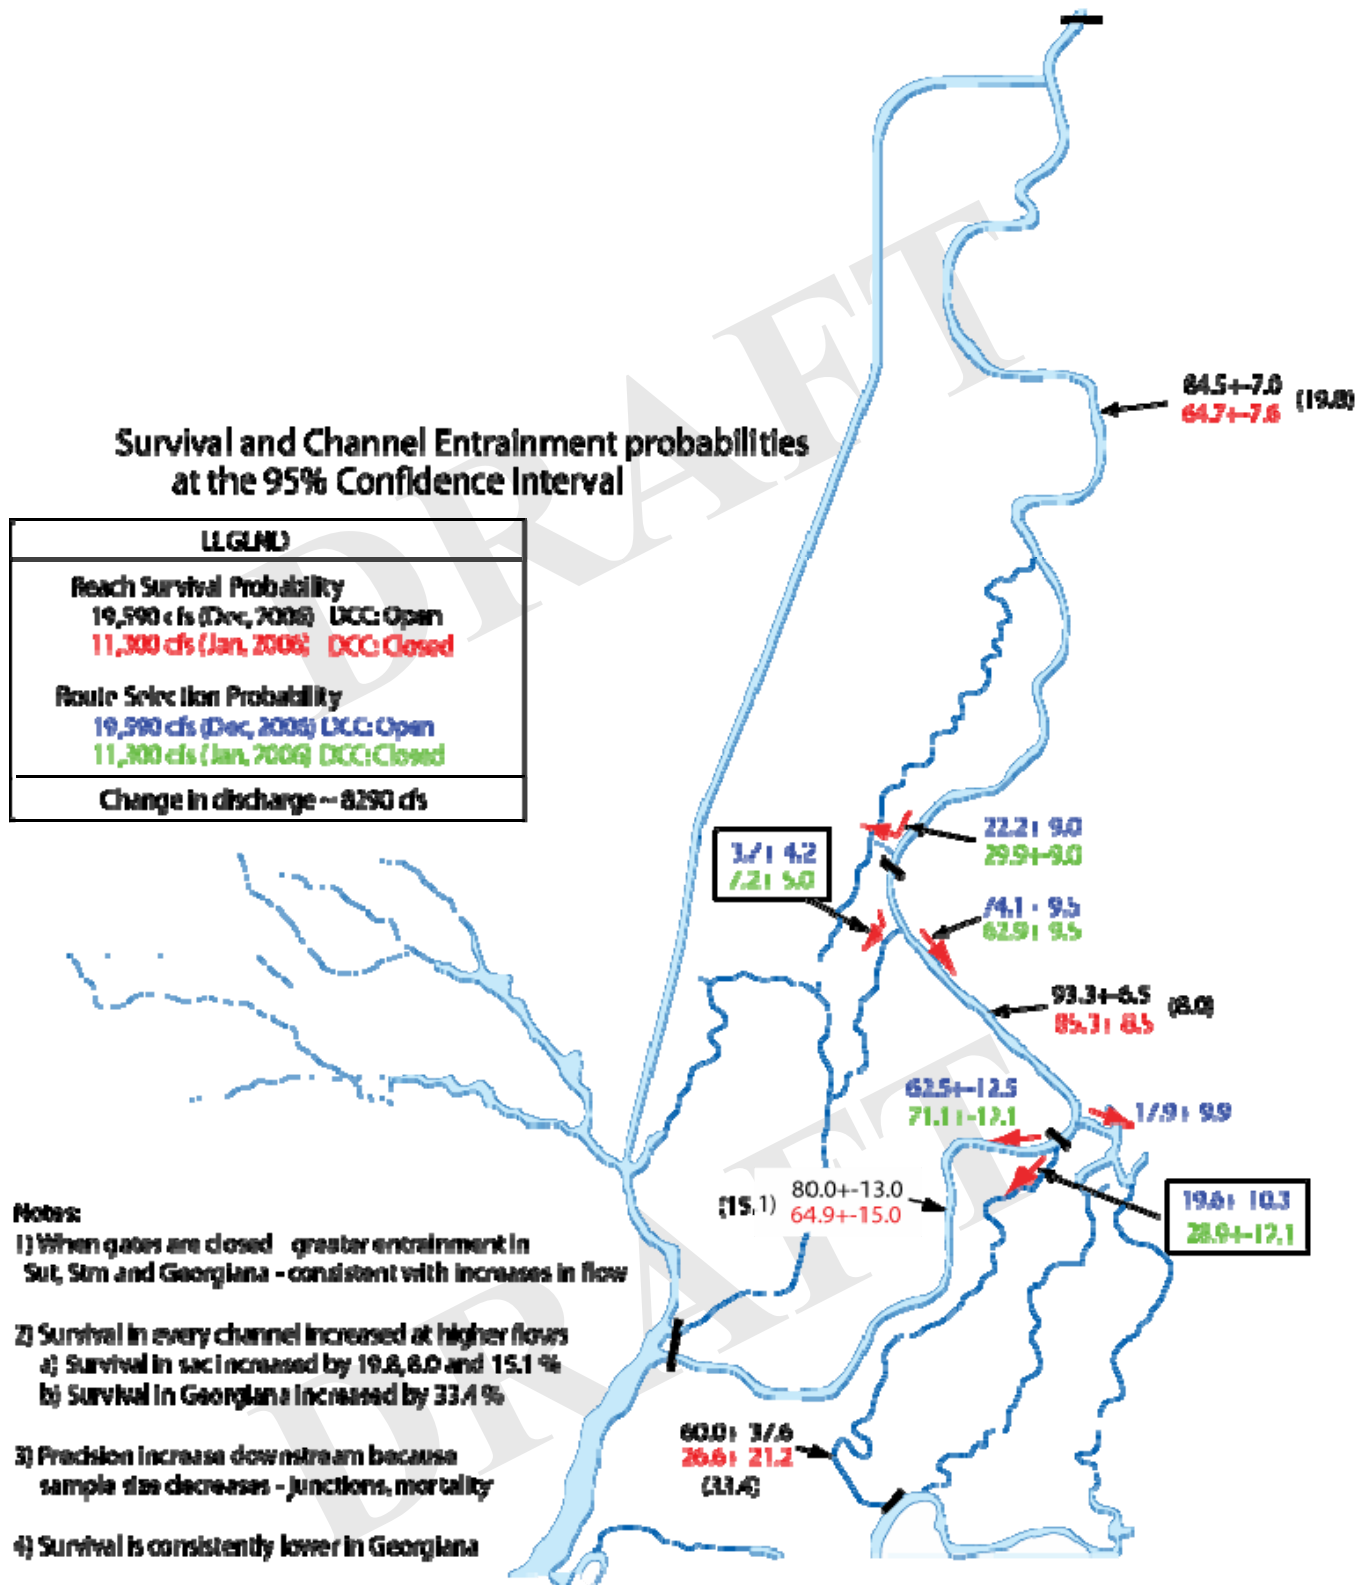 DRAFT
84.5+-7.0
64.7+-7.6
(19.8)
Survival and Channel Entrainment probabilities
at the 95% Confidence Interval
LEGEND
Reach Survival Probability
19,590 cfs (Dec, 2006) DCC: Open
11,300 cfs (Jan, 2006) DCC: Closed
Route Selection Probability
19,590 cfs (Dec, 2006) DCC: Open
11,300 cfs (Jan, 2006) DCC: Closed
Change in discharge ~ 8290 cfs
22.2+ 9.0
29.9+-9.0
3.7+ 4.2
7.2+ 5.0
74.1 - 9.5
62.9+ 9.5
93.3+-6.5
85.3+ 8.5
(8.0)
62.5+-12.5
71.1+-12.1
17.9+ 9.9
80.0+-13.0
64.9+-15.0
(15.1)
19.6+ 10.3
28.9+-12.1
DRAFT
Notes:
1) When gates are closed greater entrainment in
Sut, Stm and Georgiana - consistent with increases in flow
2) Survival in every channel increased at higher flows
a) Survival in sac increased by 19.8, 8.0 and 15.1 %
b) Survival in Georgiana increased by 33.4 %
60.0+ 37.6
26.6+ 21.2
(33.4)
3) Precision increase downstream because
sample size decreases - junctions, mortality
4) Survival is consistently lower in Georgiana